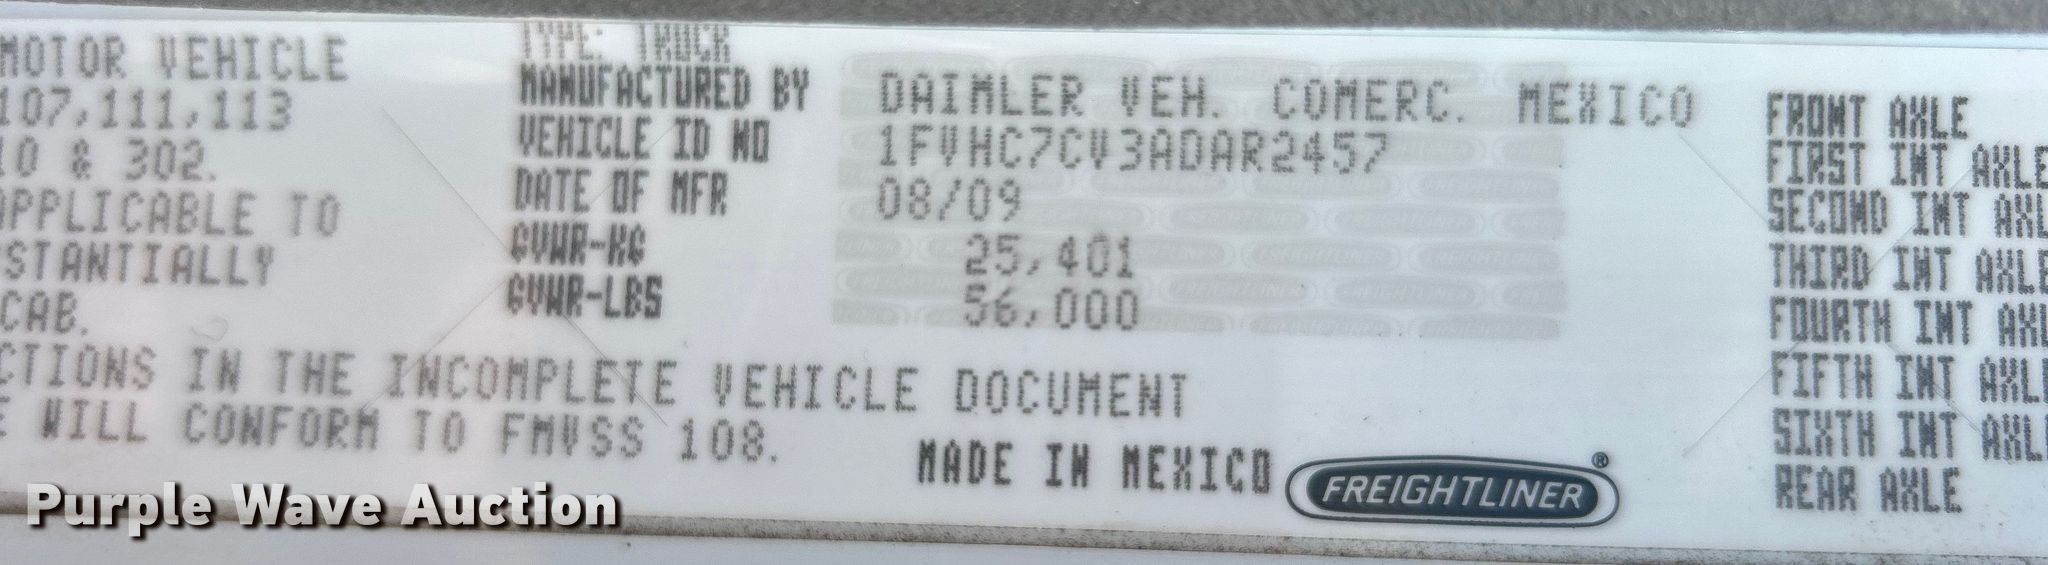 MOTOR VEHICLE
107,111,113
10 & 302.
APPLICABLE TO
STANTIALLY
CAB.
CTIONS IN THE INCOMPLETE VEHICLE DOCUMENT
E WILL CONFORM TO FMVSS 108.
TYPE: TRUCK
MANUFACTURED BY DAIMLER VEH. COMERC. MEXICO
VEHICLE ID NO 1FVHC7CV3ADAR2457
DATE OF MFR 08/09
GVWR-KG 25,401
GVWR-LBS 56,000
MADE IN MEXICO FREIGHTLINER®
FRONT AXLE
FIRST INT AXLE
SECOND INT AXL
THIRD INT AXLE
FOURTH INT AXL
FIFTH INT AXLE
SIXTH INT AXLE
REAR AXLE
Purple Wave Auction